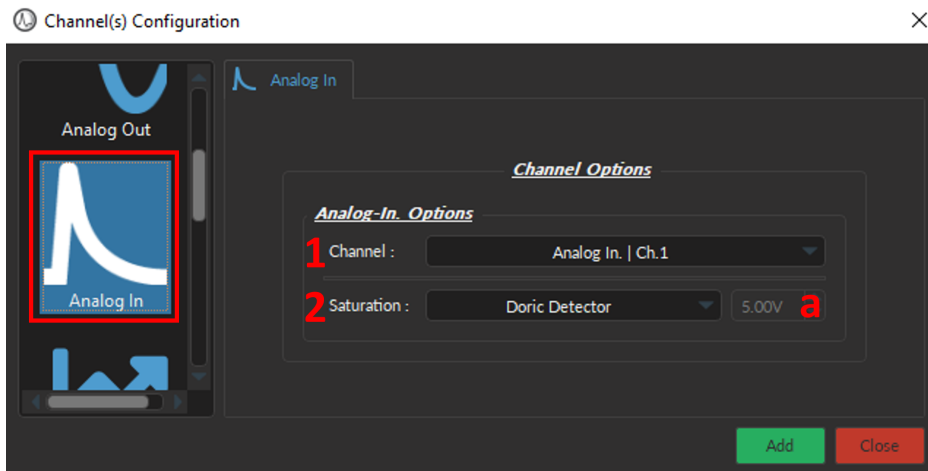 Channel(s) Configuration
Analog Out
Analog In
Analog In
Channel Options
Analog-In. Options
1 Channel : Analog In. | Ch.1
2 Saturation : Doric Detector 5.00V a
Add Close